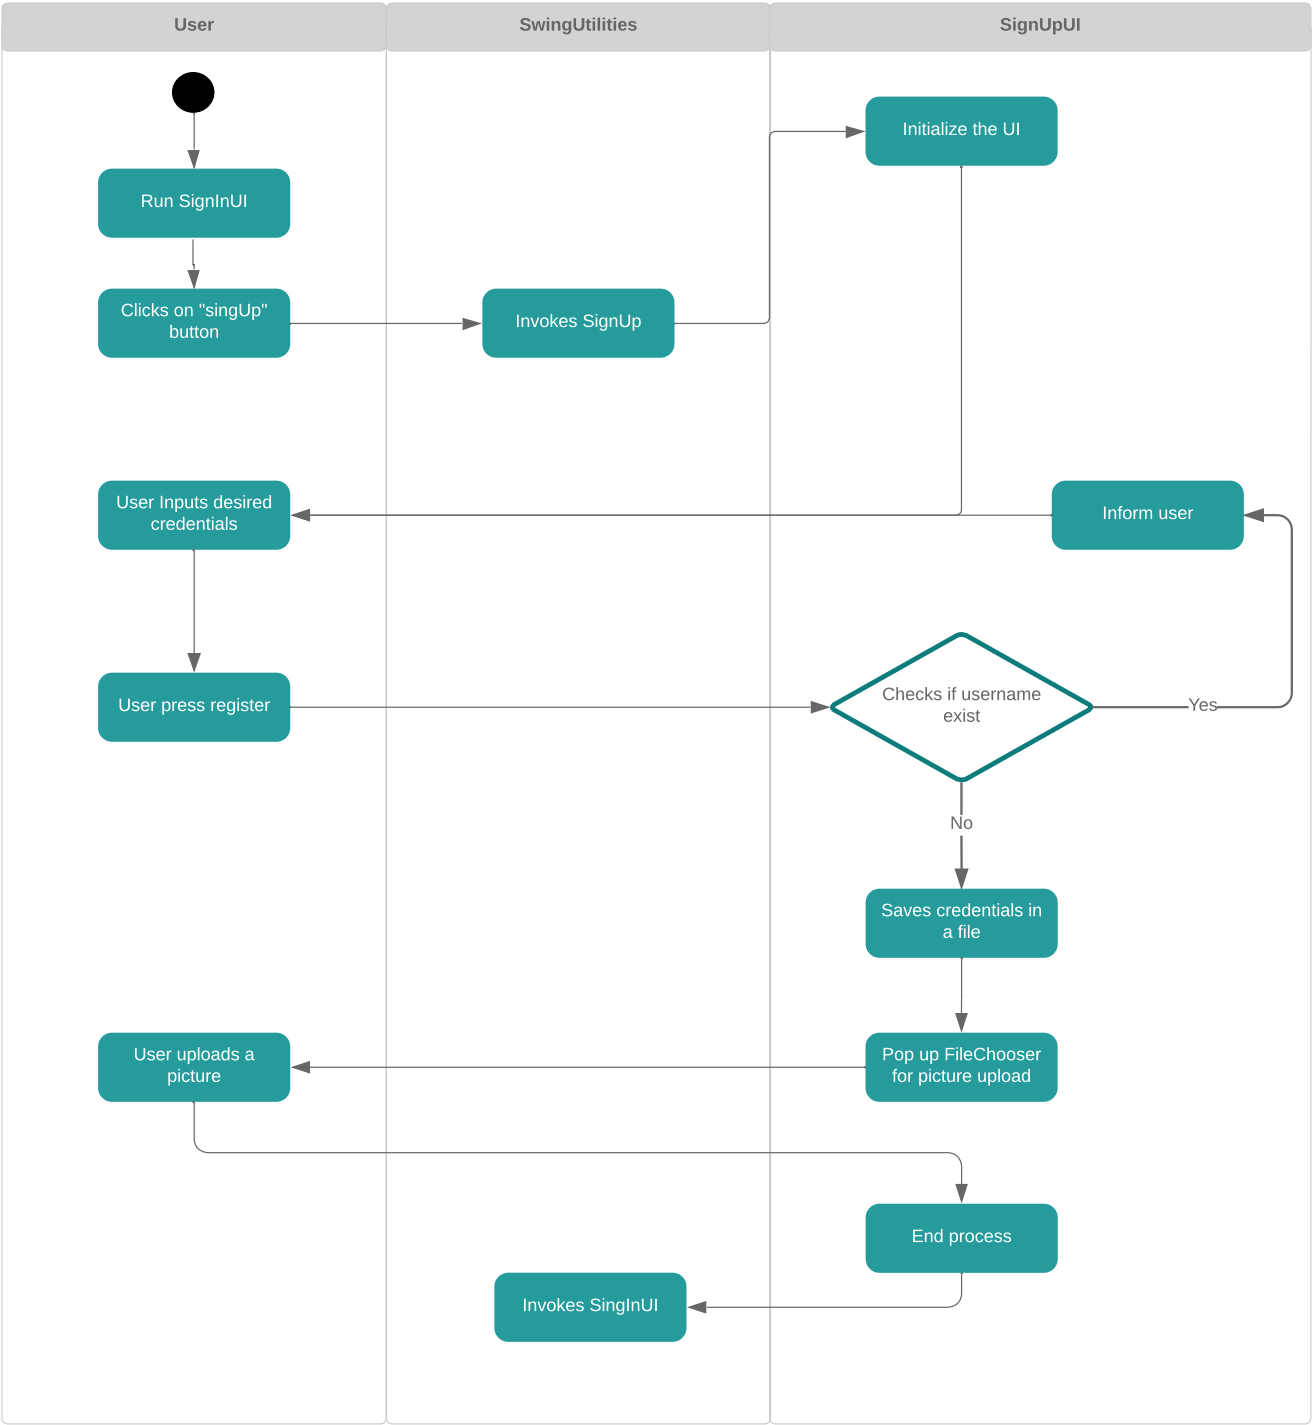 User
SwingUtilities
SignUpUI
Initialize the UI
Run SignInUI
Clicks on "singUp"
button
Invokes SignUp
User Inputs desired
credentials
Inform user
User press register
Checks if username
exist
Yes
No
Saves credentials in
a file
User uploads a
picture
Pop up FileChooser
for picture upload
End process
Invokes SingInUI